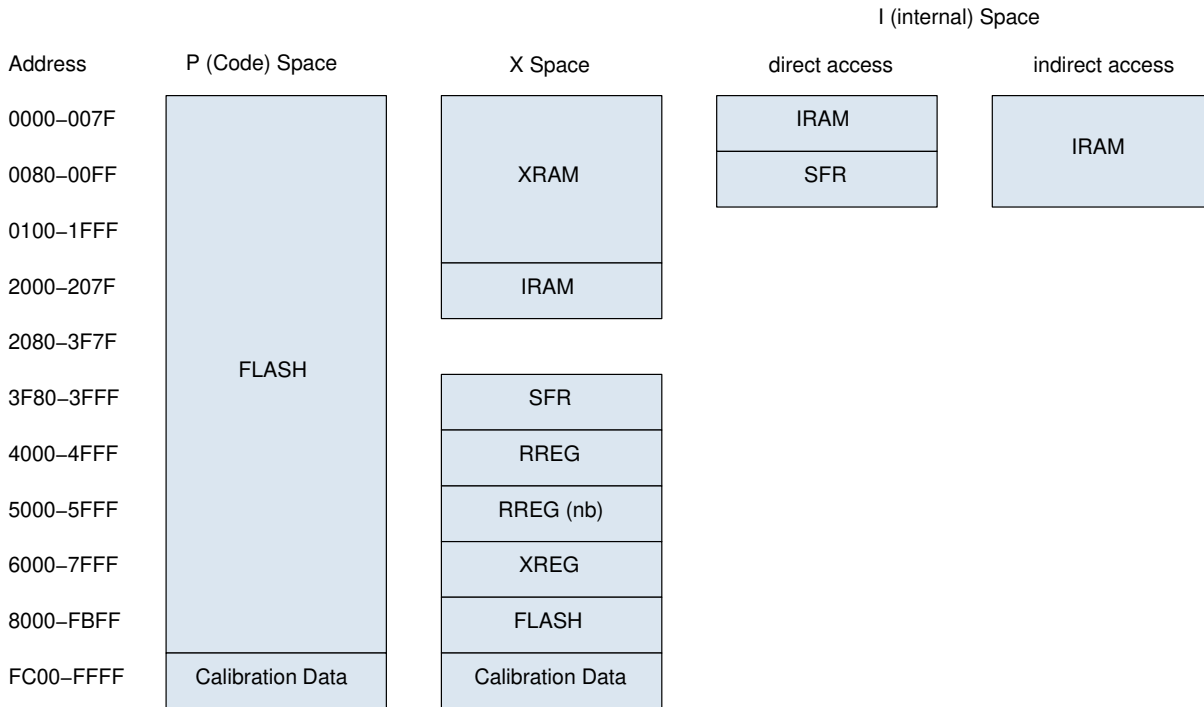 I (internal) Space
Address P (Code) Space X Space direct access indirect access
0000−007F IRAM
IRAM
0080−00FF XRAM SFR
0100−1FFF
2000−207F IRAM
2080−3F7F
FLASH
3F80−3FFF SFR
4000−4FFF RREG
5000−5FFF RREG (nb)
6000−7FFF XREG
8000−FBFF FLASH
FC00−FFFF Calibration Data Calibration Data